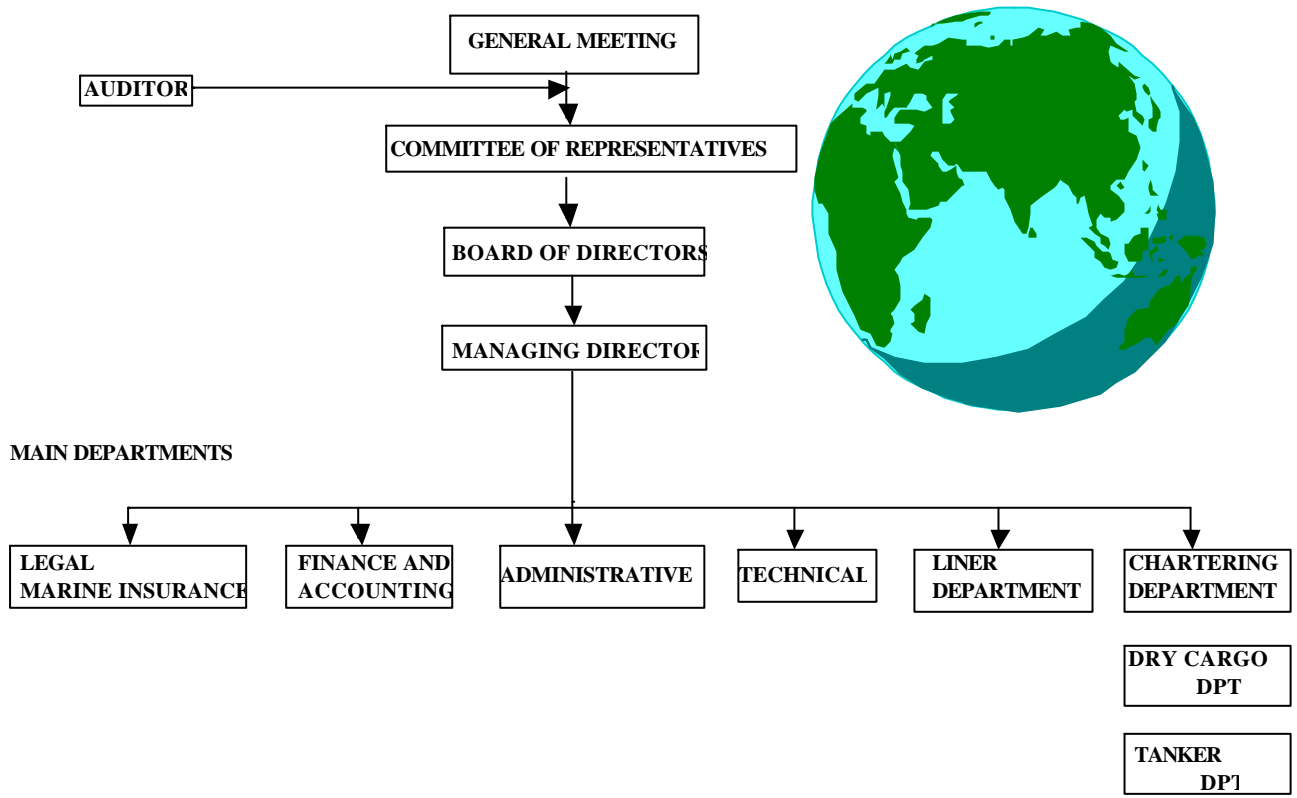 GENERAL MEETING
AUDITOR
COMMITTEE OF REPRESENTATIVES
BOARD OF DIRECTORS
MANAGING DIRECTOR
MAIN DEPARTMENTS
LEGAL
MARINE INSURANCE
FINANCE AND
ACCOUNTING
ADMINISTRATIVE
TECHNICAL
LINER
DEPARTMENT
CHARTERING
DEPARTMENT
DRY CARGO
DPT
TANKER
DPT